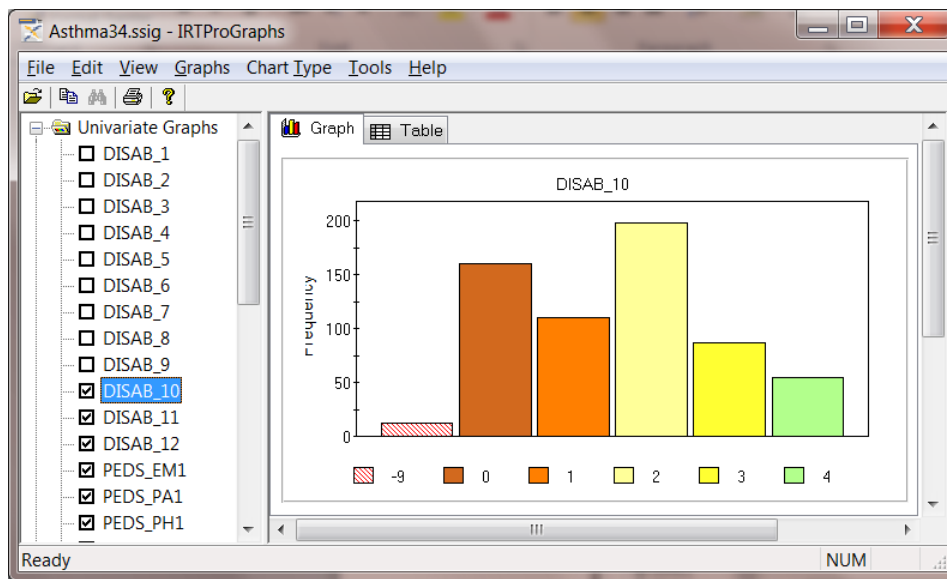 Asthma34.ssig - IRTProGraphs
File Edit View Graphs Chart Type Tools Help
Univariate Graphs
DISAB_1
DISAB_2
DISAB_3
DISAB_4
DISAB_5
DISAB_6
DISAB_7
DISAB_8
DISAB_9
DISAB_10
DISAB_11
DISAB_12
PEDS_EM1
PEDS_PA1
PEDS_PH1
Graph Table
DISAB_10
Frequency
200
150
100
50
0
-9 0 1 2 3 4
Ready NUM